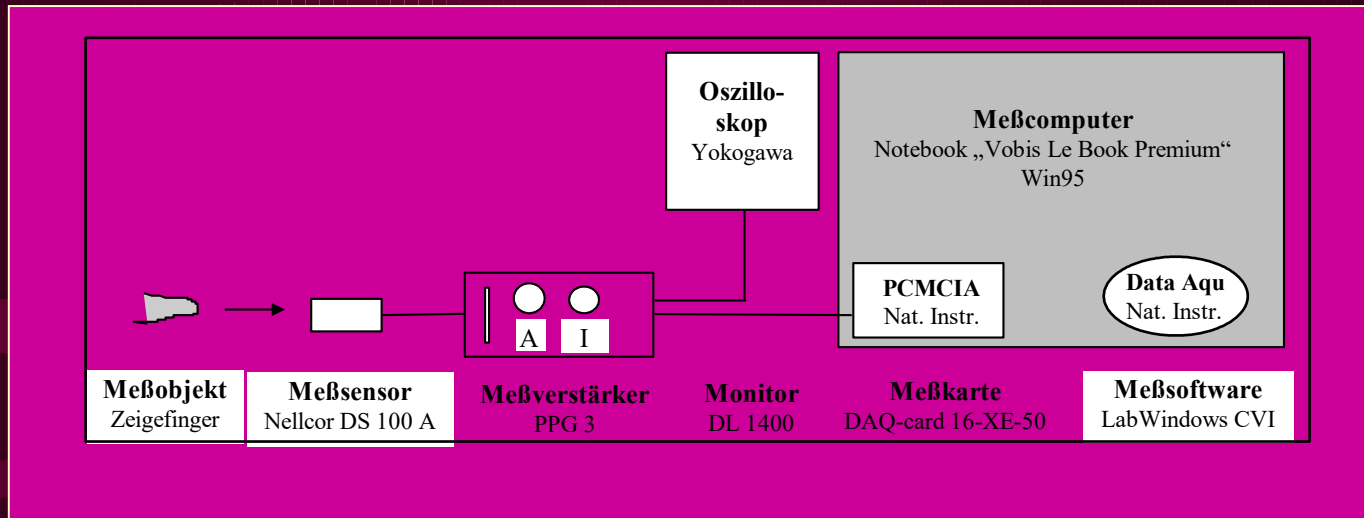 Oszillo-
skop
Yokogawa
Meßcomputer
Notebook „Vobis Le Book Premium“
Win95
A
I
PCMCIA
Nat. Instr.
Data Aqu
Nat. Instr.
Meßobjekt
Zeigefinger
Meßsensor
Nellcor DS 100 A
Meßverstärker
PPG 3
Monitor
DL 1400
Meßkarte
DAQ-card 16-XE-50
Meßsoftware
LabWindows CVI